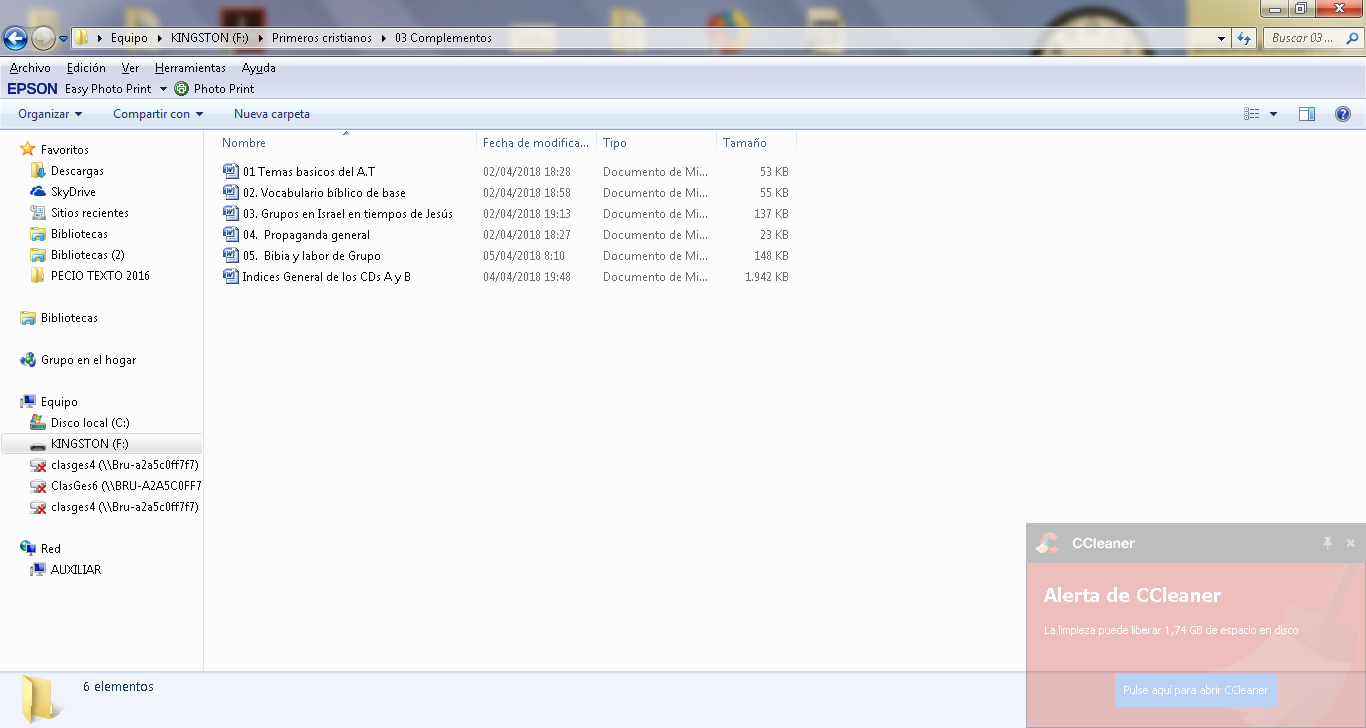 Equipo KINGSTON (F:) Primeros cristianos 03 Complementos Buscar 03 ...
Archivo Edición Ver Herramientas Ayuda
EPSON Easy Photo Print Photo Print
Organizar Compartir con Nueva carpeta
Favoritos
Descargas
SkyDrive
Sitios recientes
Bibliotecas
Bibliotecas (2)
PECIO TEXTO 2016
Bibliotecas
Grupo en el hogar
Equipo
Disco local (C:)
KINGSTON (F:)
clasges4 (\\Bru-a2a5c0ff7f7)
ClasGes6 (\\BRU-A2A5C0FF7
clasges4 (\\Bru-a2a5c0ff7f7)
Red
AUXILIAR
Nombre Fecha de modifica... Tipo Tamaño
01 Temas basicos del A.T 02/04/2018 18:28 Documento de Mi... 53 KB
02. Vocabulario bíblico de base 02/04/2018 18:58 Documento de Mi... 55 KB
03. Grupos en Israel en tiempos de Jesús 02/04/2018 19:13 Documento de Mi... 137 KB
04. Propaganda general 02/04/2018 18:27 Documento de Mi... 23 KB
05. Bibia y labor de Grupo 05/04/2018 8:10 Documento de Mi... 148 KB
Indices General de los CDs A y B 04/04/2018 19:48 Documento de Mi... 1.942 KB
CCleaner
Alerta de CCleaner
La limpieza puede liberar 1,74 GB de espacio en disco
Pulse aquí para abrir CCleaner
6 elementos